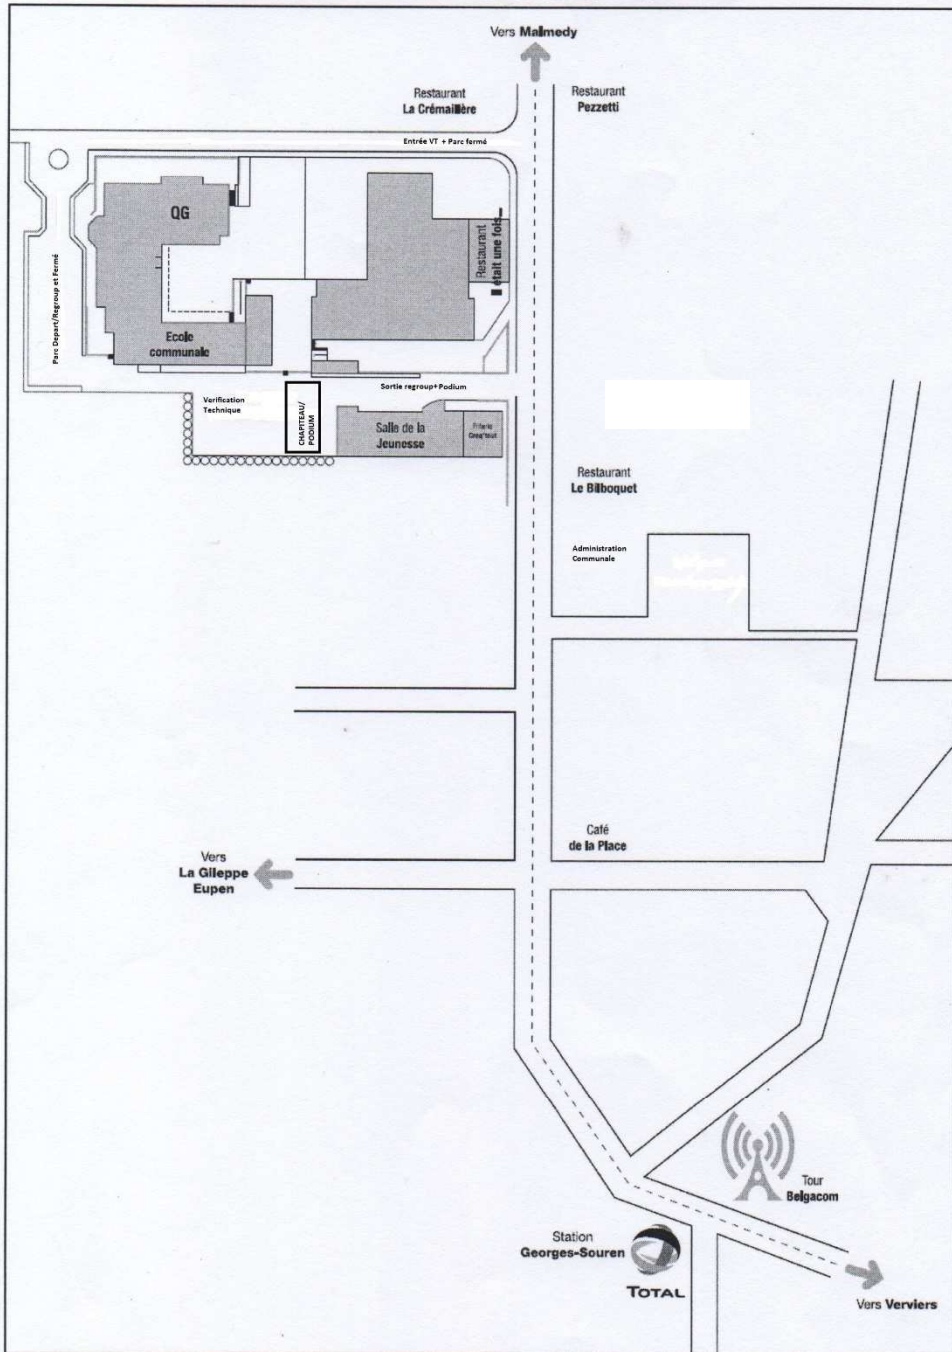 Vers Malmedy
Restaurant
La Crémaillère
Restaurant
Pezzetti
Entrée VT + Parc fermé
QG
Restaurant
Il était une fois...
Parc Depart/Regroup et Fermé
Ecole
communale
Sortie regroup+Podium
Verification
Technique
CHAPITEAU/
PODIUM
Salle de la
Jeunesse
Friterie
Restaurant
Le Bilboquet
Administration
Communale
Café
de la Place
Vers
La Gileppe
Eupen
Tour
Belgacom
Station
Georges-Souren
TOTAL
Vers Verviers